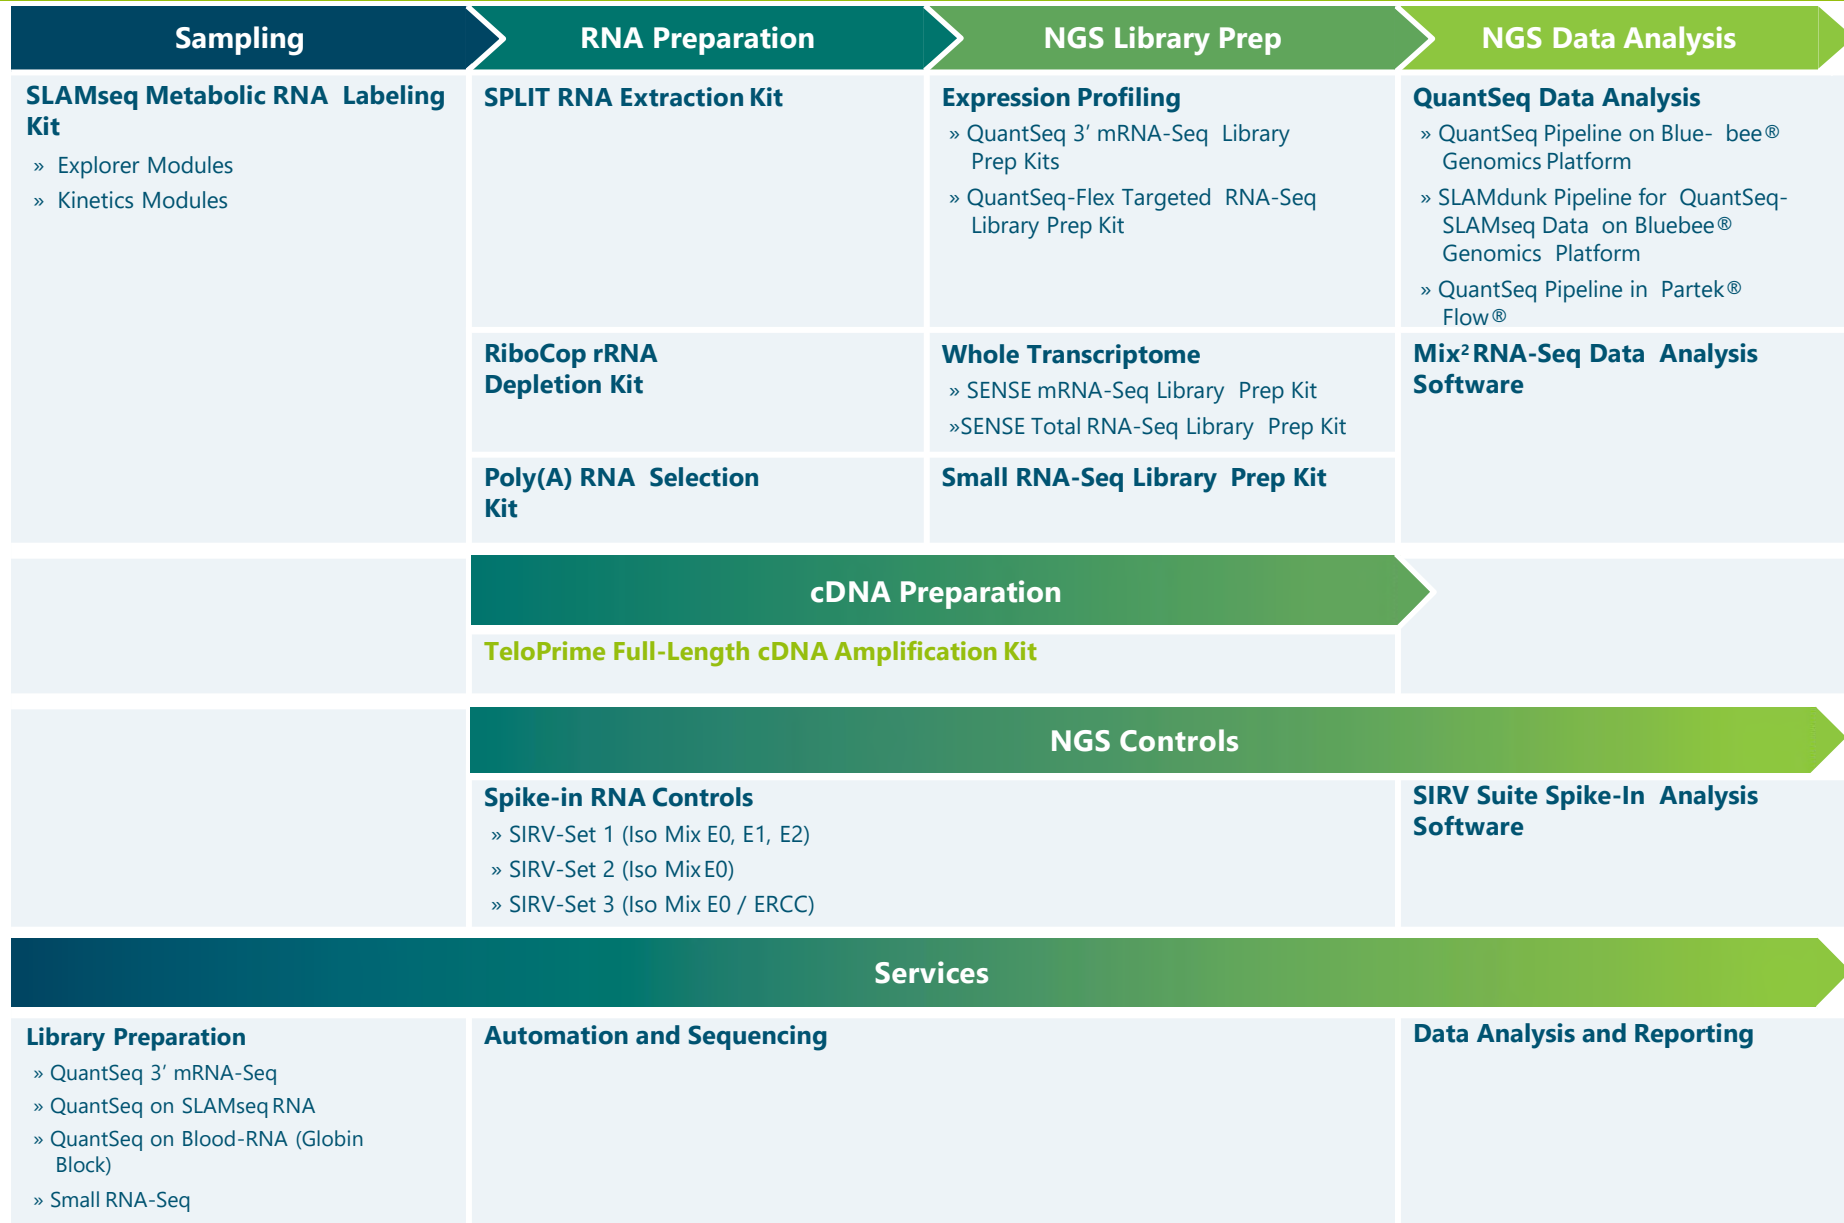 Sampling
RNA Preparation
NGS Library Prep
NGS Data Analysis
SLAMseq Metabolic RNA Labeling
Kit
» Explorer Modules
» Kinetics Modules
SPLIT RNA Extraction Kit
Expression Profiling
» QuantSeq 3’ mRNA-Seq Library
Prep Kits
» QuantSeq-Flex Targeted RNA-Seq
Library Prep Kit
QuantSeq Data Analysis
» QuantSeq Pipeline on Blue- bee®
Genomics Platform
» SLAMdunk Pipeline for QuantSeq-
SLAMseq Data on Bluebee®
Genomics Platform
» QuantSeq Pipeline in Partek®
Flow®
RiboCop rRNA
Depletion Kit
Whole Transcriptome
» SENSE mRNA-Seq Library Prep Kit
»SENSE Total RNA-Seq Library Prep Kit
Mix² RNA-Seq Data Analysis
Software
Poly(A) RNA Selection
Kit
Small RNA-Seq Library Prep Kit
cDNA Preparation
TeloPrime Full-Length cDNA Amplification Kit
NGS Controls
Spike-in RNA Controls
» SIRV-Set 1 (Iso Mix E0, E1, E2)
» SIRV-Set 2 (Iso Mix E0)
» SIRV-Set 3 (Iso Mix E0 / ERCC)
SIRV Suite Spike-In Analysis
Software
Services
Library Preparation
» QuantSeq 3’ mRNA-Seq
» QuantSeq on SLAMseq RNA
» QuantSeq on Blood-RNA (Globin
Block)
» Small RNA-Seq
Automation and Sequencing
Data Analysis and Reporting